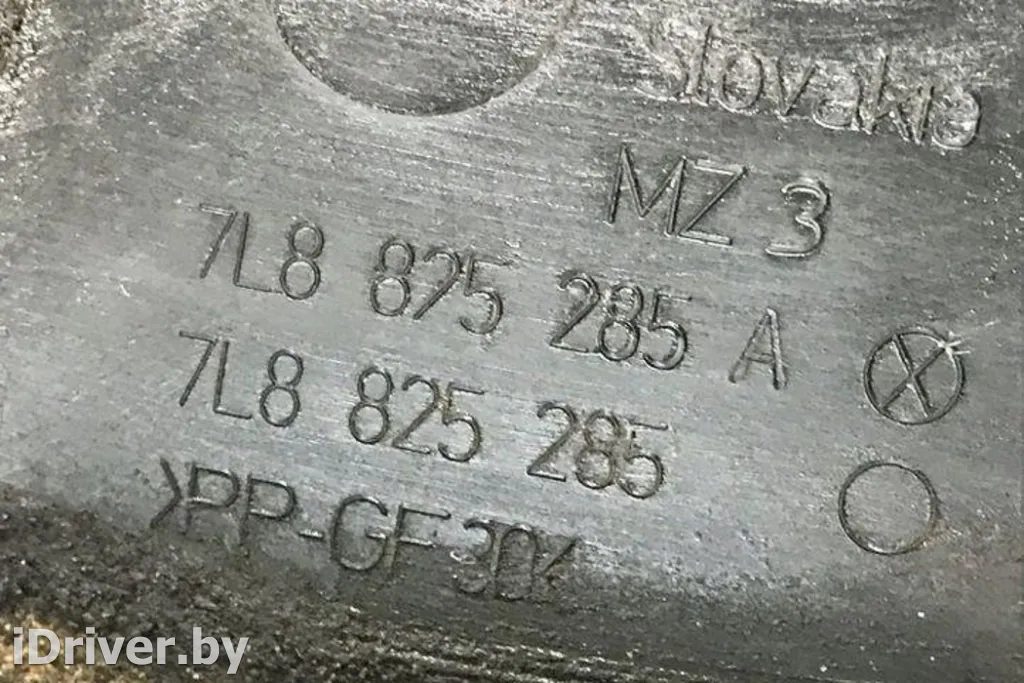 Slovakia
MZ 3
7L8 825 285 A
7L8 825 285
>PP-GF30<
iDriver.by